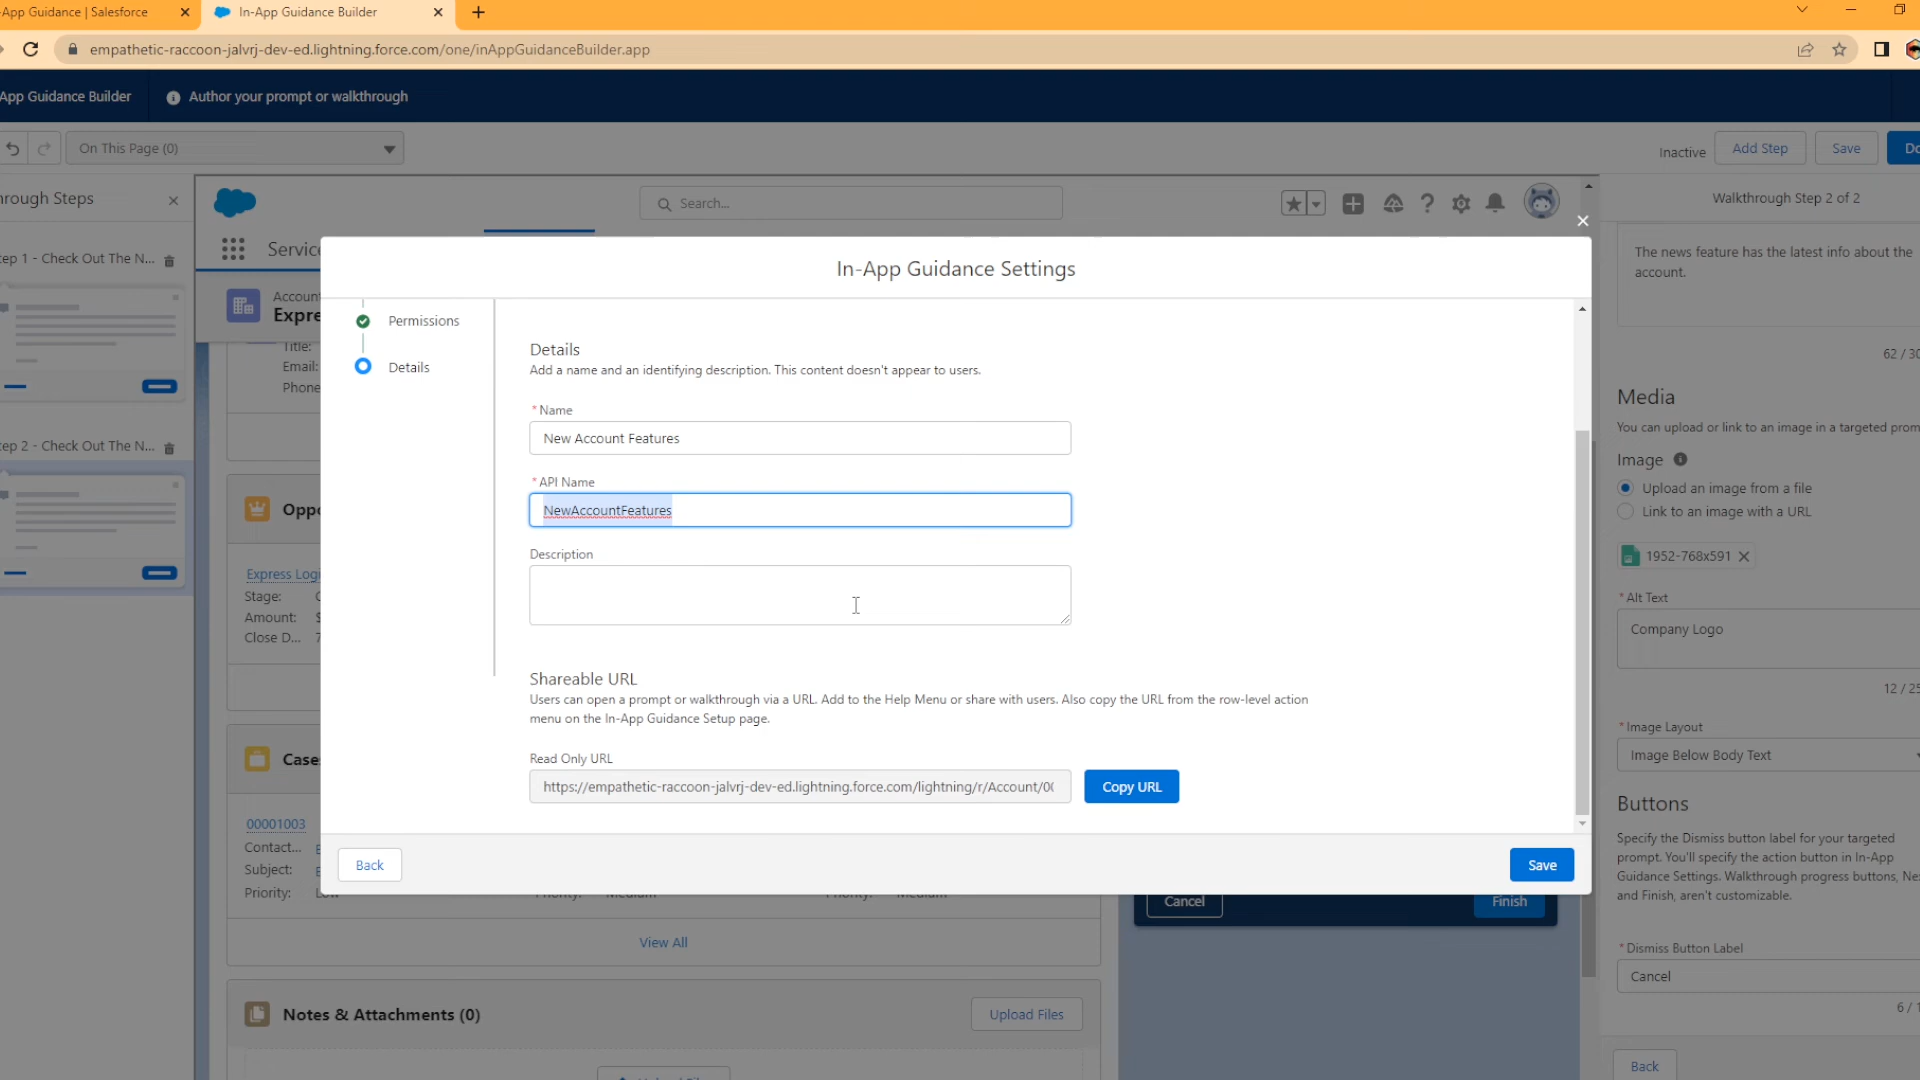 App Guidance | Salesforce
In-App Guidance Builder
empathetic-raccoon-jalvrj-dev-ed.lightning.force.com/one/inAppGuidanceBuilder.app
App Guidance Builder
Author your prompt or walkthrough
On This Page (0)
Inactive
Add Step
Save
Do
hrough Steps
Search...
Walkthrough Step 2 of 2
tep 1 - Check Out The N...
Servic
In-App Guidance Settings
The news feature has the latest info about the
account.
Account
Expre
Permissions
Title:
Email:
Phone
Details
Details
Add a name and an identifying description. This content doesn't appear to users.
62 / 30
Media
You can upload or link to an image in a targeted prom
* Name
New Account Features
tep 2 - Check Out The N...
Image
* API Name
NewAccountFeatures
Upload an image from a file
Link to an image with a URL
Oppo
Description
1952-768x591
Express Logi
Stage:
Amount: $
Close D... 7
* Alt Text
Company Logo
12 / 25
Shareable URL
Users can open a prompt or walkthrough via a URL. Add to the Help Menu or share with users. Also copy the URL from the row-level action
menu on the In-App Guidance Setup page.
* Image Layout
Image Below Body Text
Case
Read Only URL
https://empathetic-raccoon-jalvrj-dev-ed.lightning.force.com/lightning/r/Account/0(
Copy URL
Buttons
Specify the Dismiss button label for your targeted
prompt. You'll specify the action button in In-App
Guidance Settings. Walkthrough progress buttons, Ne
and Finish, aren't customizable.
00001003
Contact...
Subject:
Priority:
Back
Save
Cancel
Finish
View All
* Dismiss Button Label
Cancel
6 / 1
Notes & Attachments (0)
Upload Files
Back